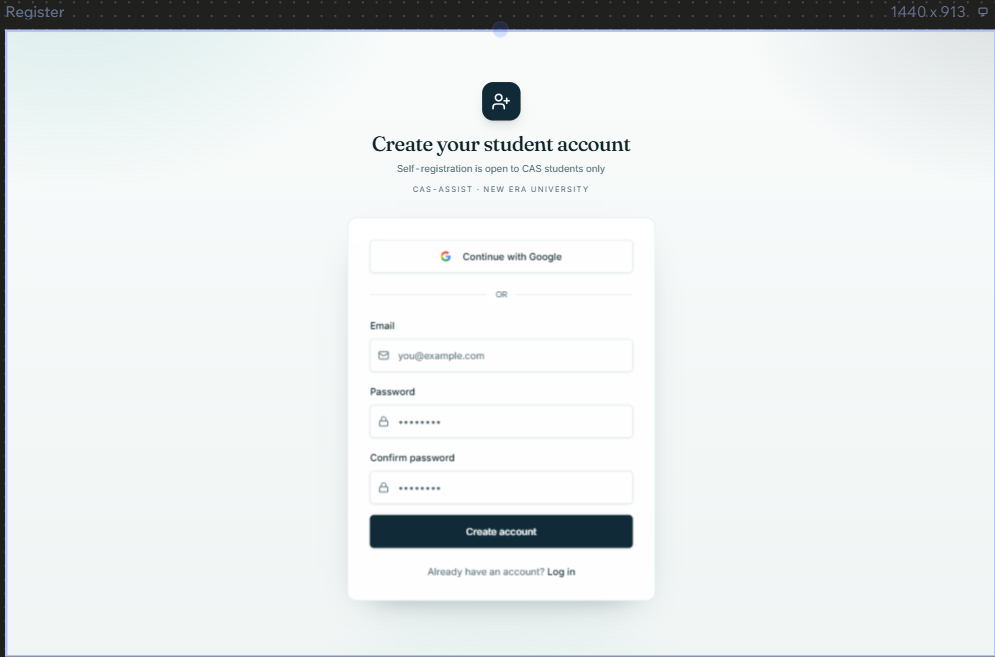 Register
1440 x 913
Create your student account
Self-registration is open to CAS students only
CAS-ASSIST · NEW ERA UNIVERSITY
Continue with Google
OR
Email
you@example.com
Password
••••••••
Confirm password
••••••••
Create account
Already have an account? Log in